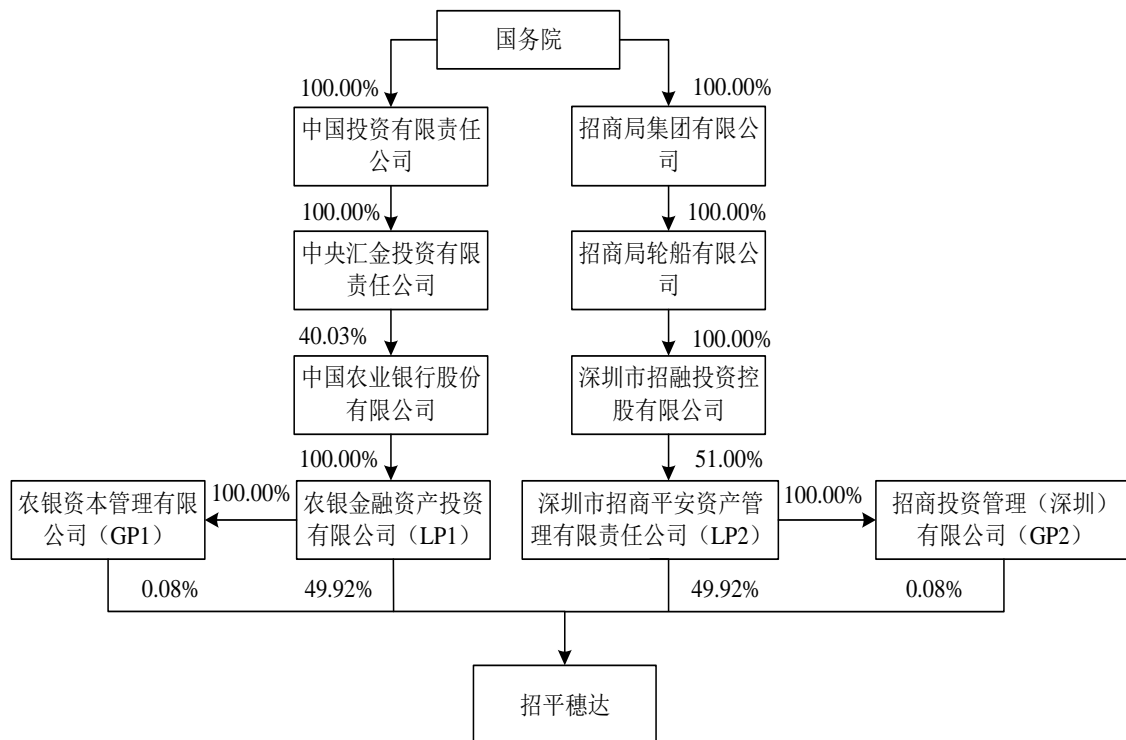 国务院
100.00%
100.00%
中国投资有限责任
公司
招商局集团有限公
司
100.00%
100.00%
中央汇金投资有限
责任公司
招商局轮船有限公
司
40.03%
100.00%
中国农业银行股份
有限公司
深圳市招融投资控
股有限公司
100.00%
51.00%
农银资本管理有限
公司（GP1）
100.00%
农银金融资产投资
有限公司（LP1）
深圳市招商平安资产管
理有限责任公司（LP2）
100.00%
招商投资管理（深圳）
有限公司（GP2）
0.08%
49.92%
49.92%
0.08%
招平穗达